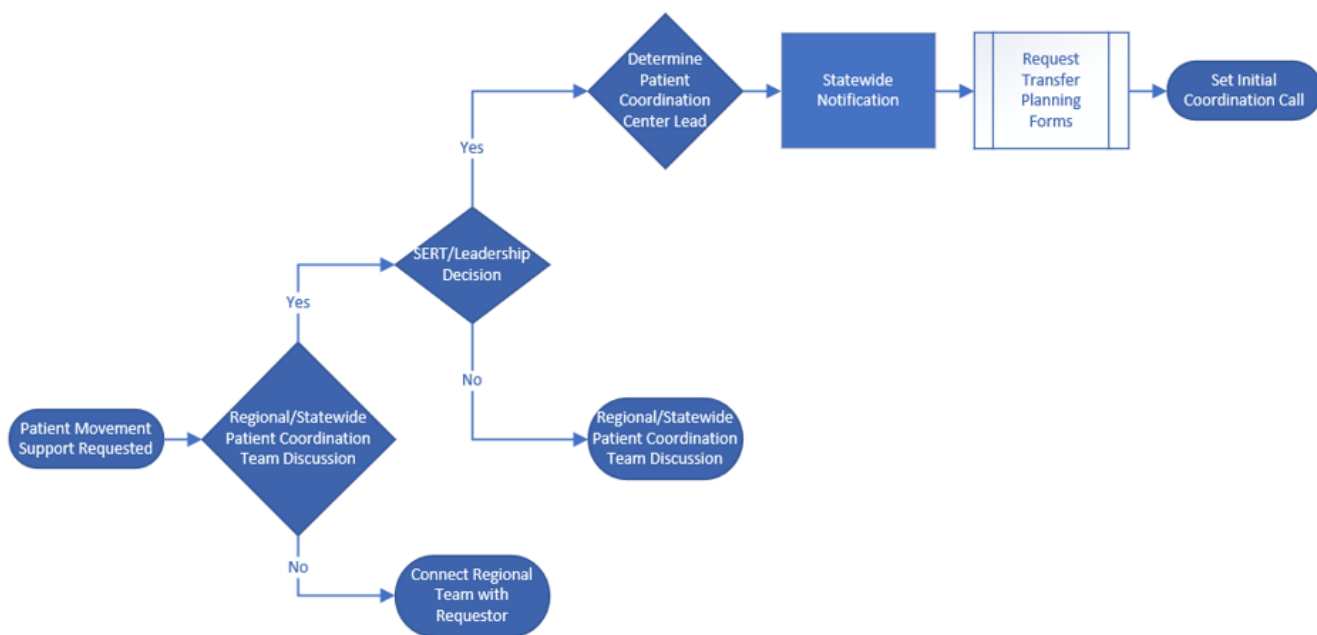 Determine
Patient
Coordination
Center Lead
Statewide
Notification
Request
Transfer
Planning
Forms
Set Initial
Coordination Call
Yes
SERT/Leadership
Decision
Yes
No
Patient Movement
Support Requested
Regional/Statewide
Patient Coordination
Team Discussion
Regional/Statewide
Patient Coordination
Team Discussion
No
Connect Regional
Team with
Requestor